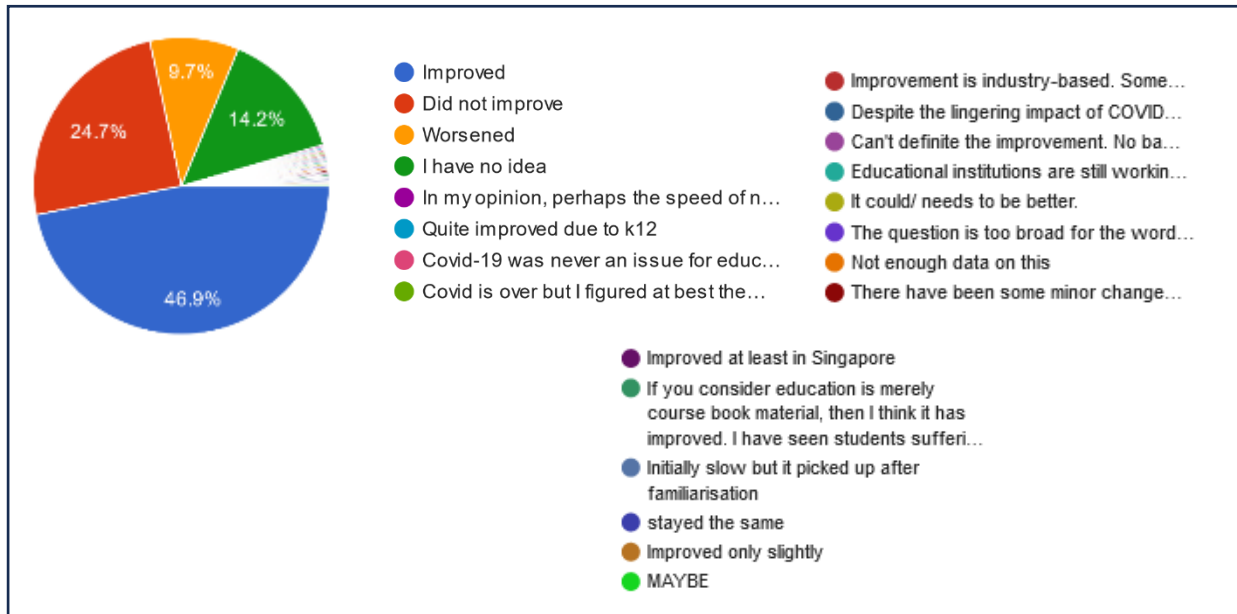 9.7%
14.2%
24.7%
46.9%
Improved
Did not improve
Worsened
I have no idea
In my opinion, perhaps the speed of n...
Quite improved due to k12
Covid-19 was never an issue for educ...
Covid is over but I figured at best the...
Improvement is industry-based. Some...
Despite the lingering impact of COVID...
Can't definite the improvement. No ba...
Educational institutions are still workin...
It could/ needs to be better.
The question is too broad for the word...
Not enough data on this
There have been some minor change...
Improved at least in Singapore
If you consider education is merely
course book material, then I think it has
improved. I have seen students sufferi...
Initially slow but it picked up after
familiarisation
stayed the same
Improved only slightly
MAYBE